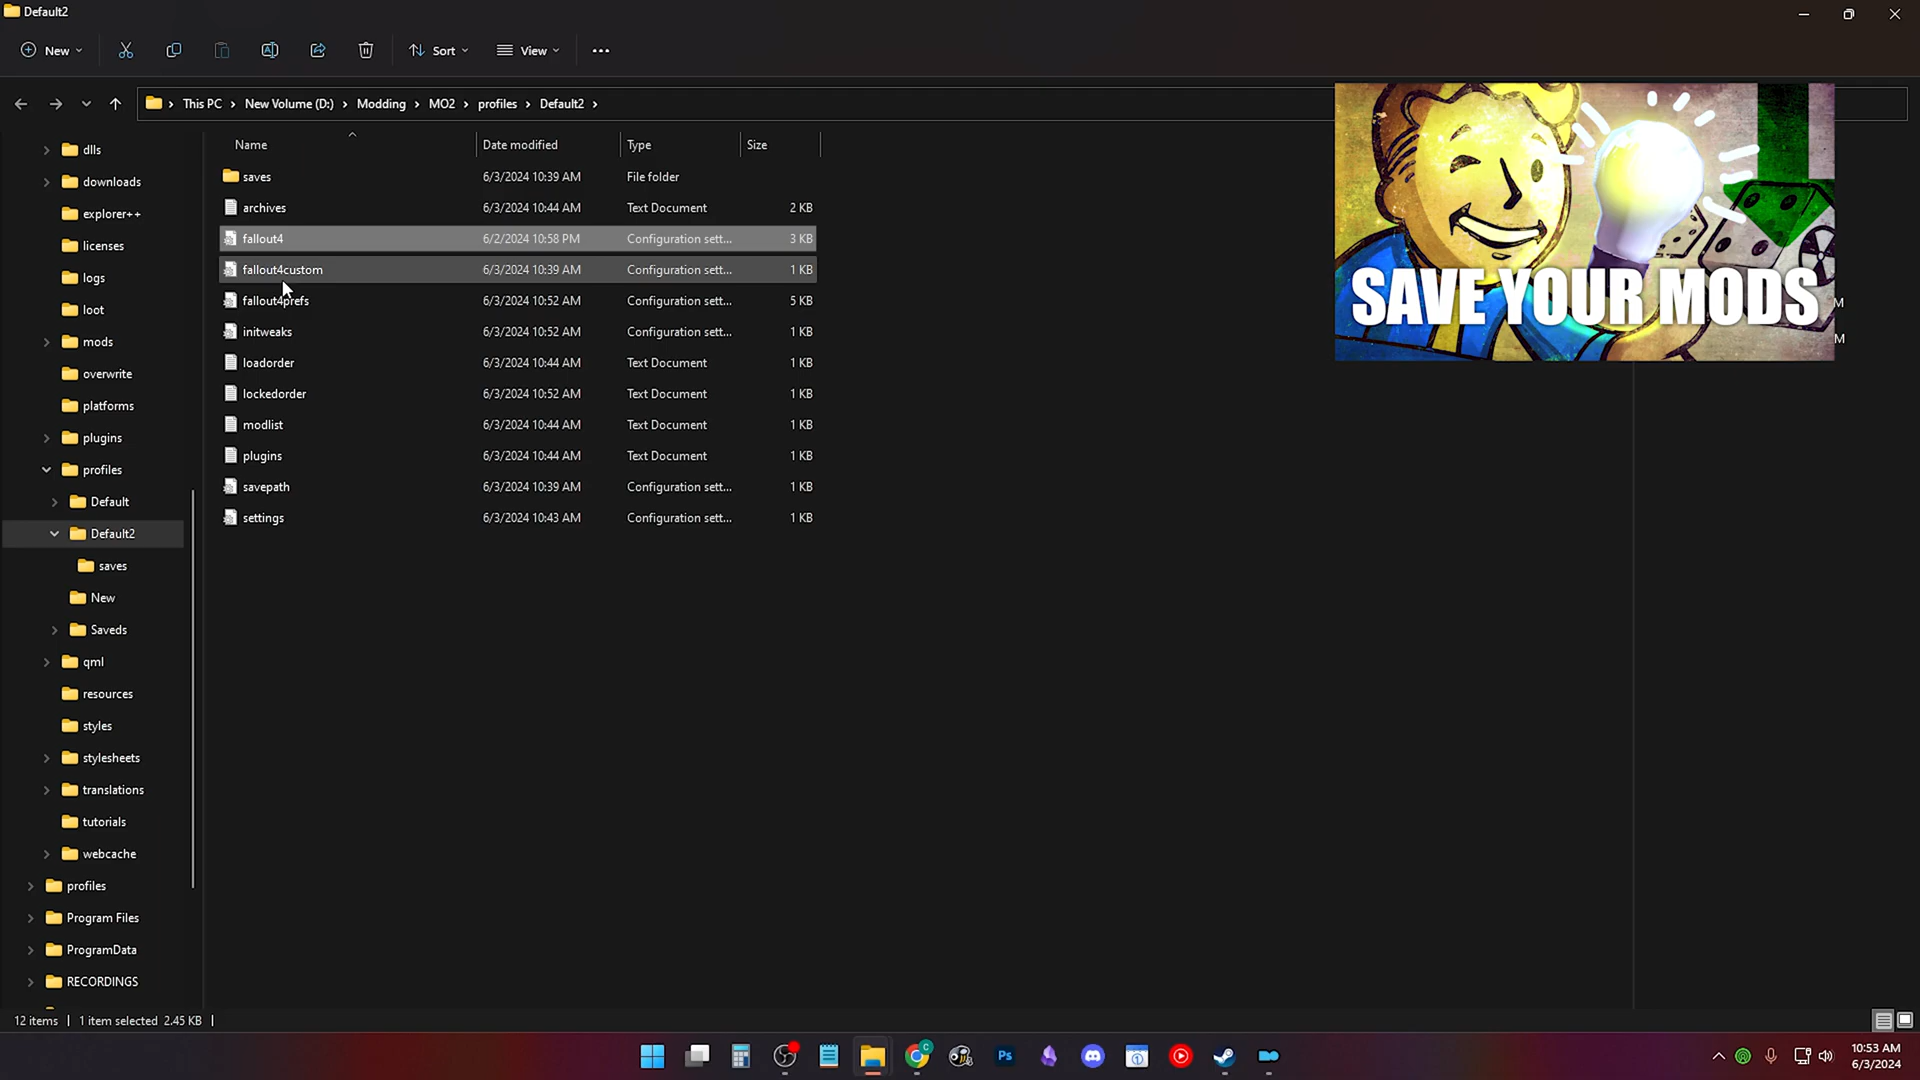 Default2
New
Sort
View
This PC
New Volume (D:)
Modding
MO2
profiles
Default2
Name
Date modified
Type
Size
dlls
downloads
explorer++
licenses
logs
loot
mods
overwrite
platforms
plugins
profiles
Default
Default2
saves
New
Saveds
qml
resources
styles
stylesheets
translations
tutorials
webcache
profiles
Program Files
ProgramData
RECORDINGS
saves 6/3/2024 10:39 AM File folder
archives 6/3/2024 10:44 AM Text Document 2 KB
fallout4 6/2/2024 10:58 PM Configuration sett... 3 KB
fallout4custom 6/3/2024 10:39 AM Configuration sett... 1 KB
fallout4prefs 6/3/2024 10:52 AM Configuration sett... 5 KB
initweaks 6/3/2024 10:52 AM Configuration sett... 1 KB
loadorder 6/3/2024 10:44 AM Text Document 1 KB
lockedorder 6/3/2024 10:52 AM Text Document 1 KB
modlist 6/3/2024 10:44 AM Text Document 1 KB
plugins 6/3/2024 10:44 AM Text Document 1 KB
savepath 6/3/2024 10:39 AM Configuration sett... 1 KB
settings 6/3/2024 10:43 AM Configuration sett... 1 KB
SAVE YOUR MODS
M
M
12 items
1 item selected 2.45 KB
C
Ps
10:53 AM
6/3/2024